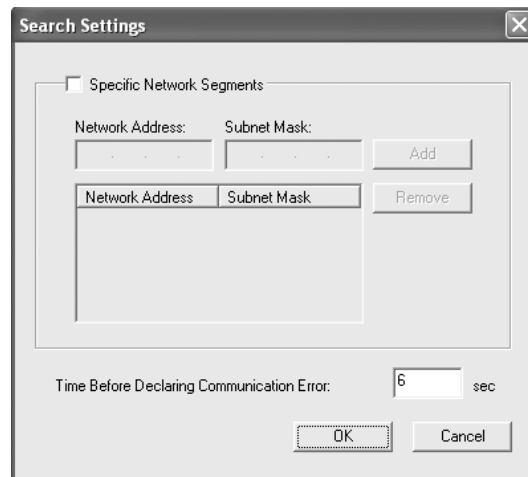 Search Settings
Specific Network Segments
Network Address: Subnet Mask:
. . . . . . Add
Network Address Subnet Mask Remove
Time Before Declaring Communication Error: 6 sec
OK Cancel